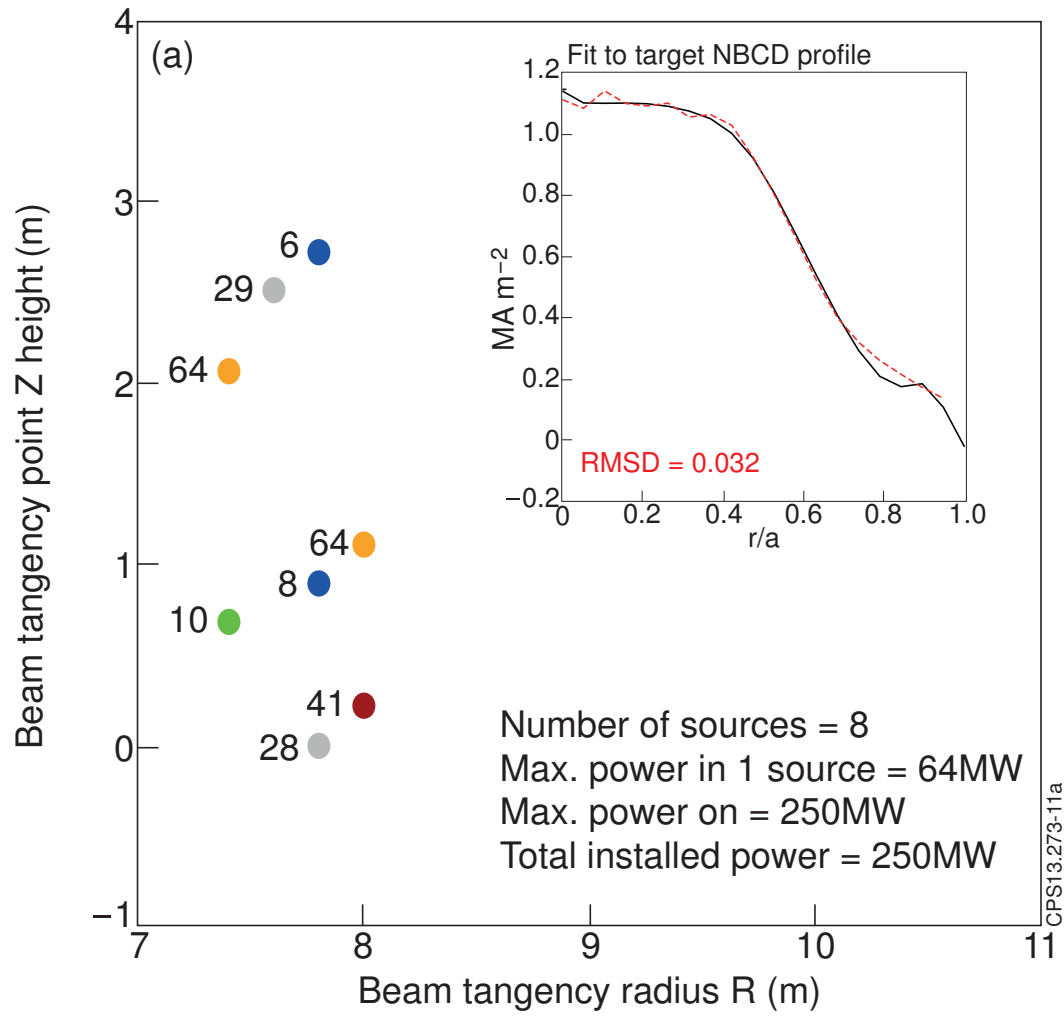 (a)
Fit to target NBCD profile
1.2
1.0
0.8
0.6
0.4
0.2
0
−0.2
MA m−2
RMSD = 0.032
0
0.2
0.4
0.6
0.8
1.0
r/a
4
3
2
1
0
−1
Beam tangency point Z height (m)
6
29
64
64
8
10
41
28
Number of sources = 8
Max. power in 1 source = 64MW
Max. power on = 250MW
Total installed power = 250MW
CPS13.273-11a
7
8
9
10
11
Beam tangency radius R (m)